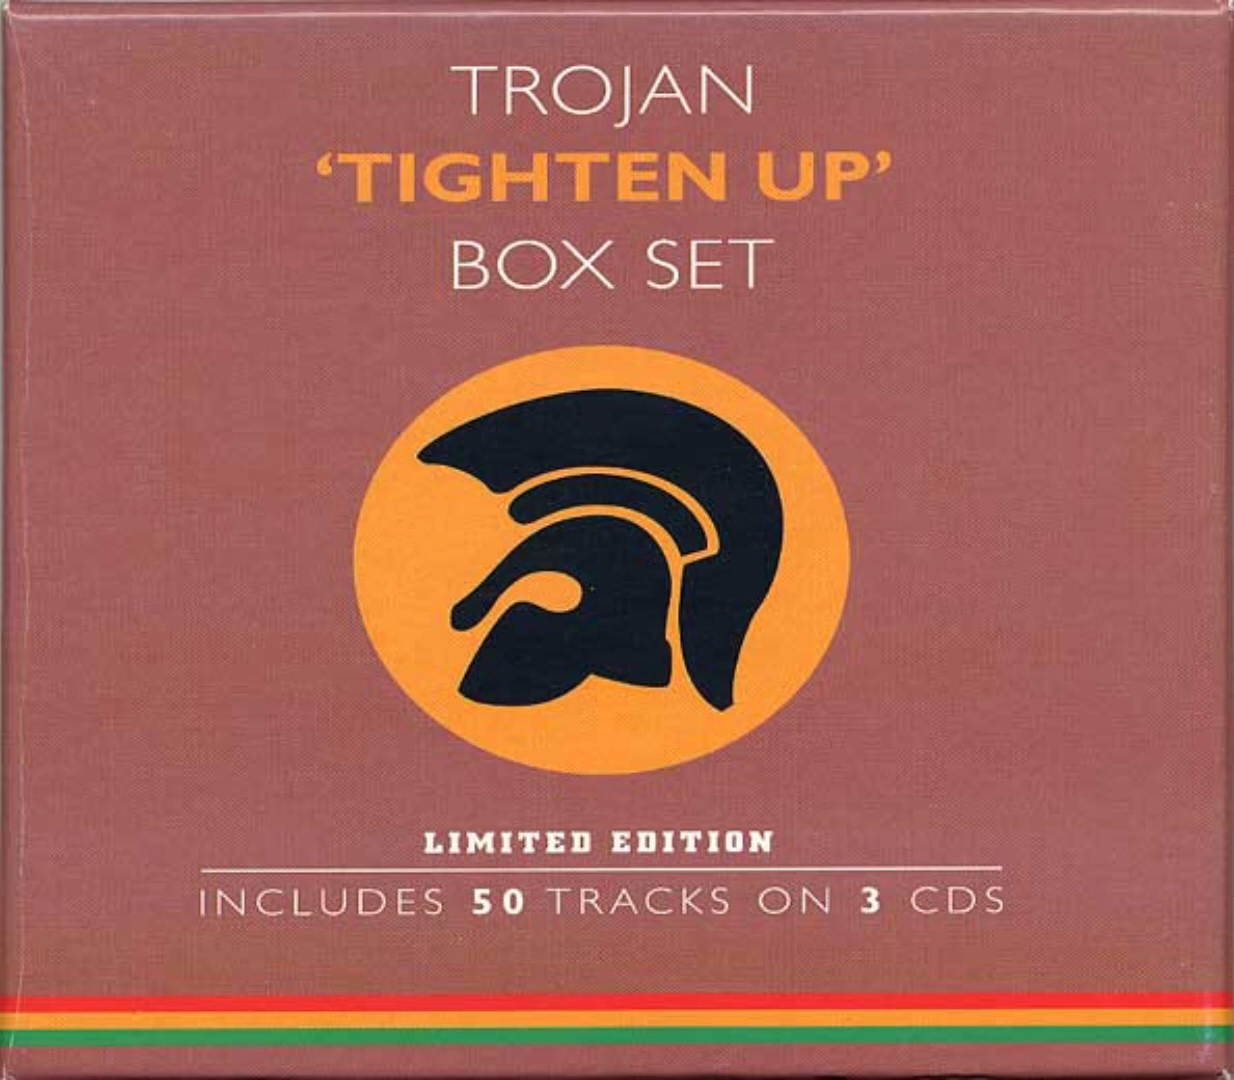 TROJAN
‘TIGHTEN UP’
BOX SET
LIMITED EDITION
INCLUDES 50 TRACKS ON 3 CDS